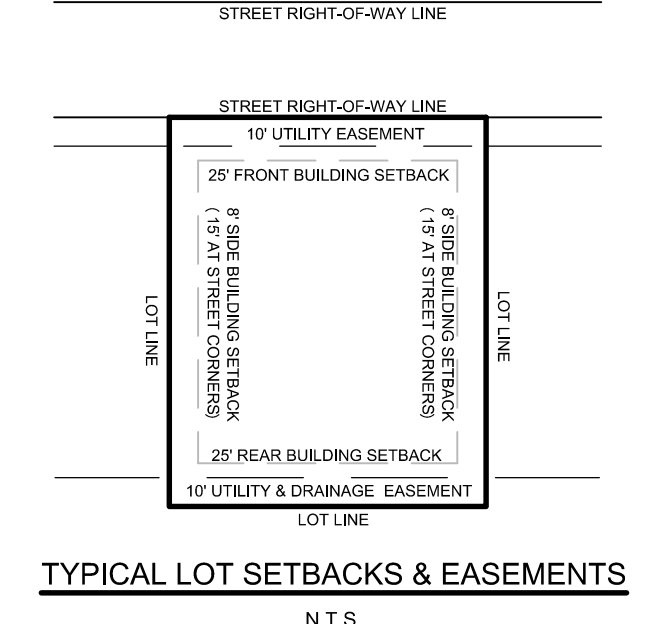 STREET RIGHT-OF-WAY LINE
STREET RIGHT-OF-WAY LINE
10' UTILITY EASEMENT
25' FRONT BUILDING SETBACK
LOT LINE
8' SIDE BUILDING SETBACK
( 15' AT STREET CORNERS)
8' SIDE BUILDING SETBACK
( 15' AT STREET CORNERS)
LOT LINE
25' REAR BUILDING SETBACK
10' UTILITY & DRAINAGE EASEMENT
LOT LINE
TYPICAL LOT SETBACKS & EASEMENTS
N.T.S.